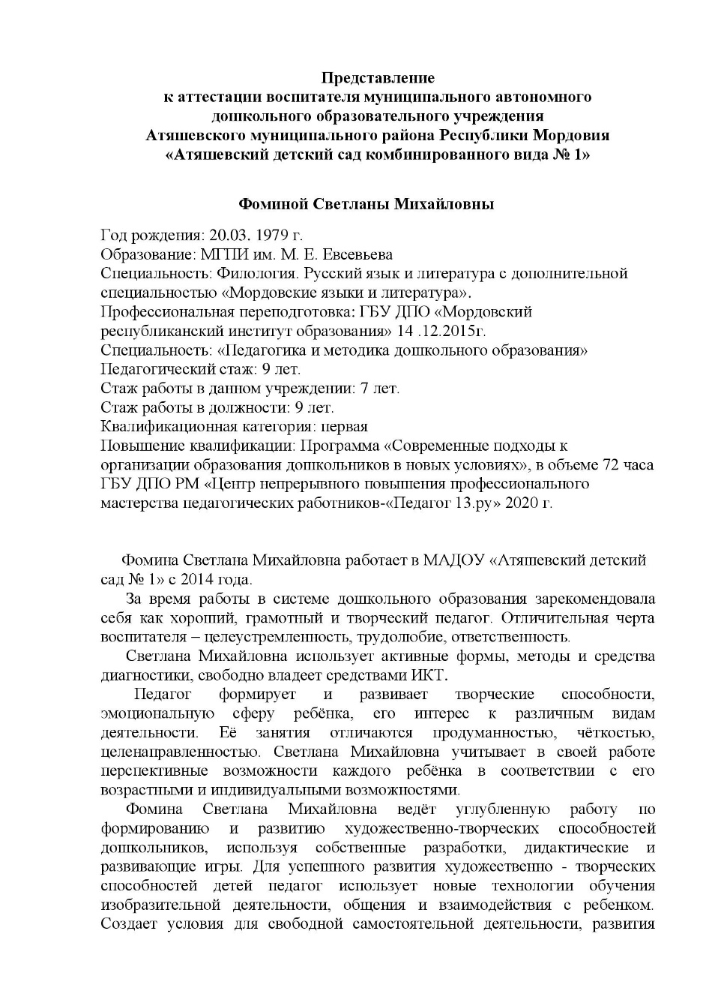 Представление
к аттестации воспитателя муниципального автономного
дошкольного образовательного учреждения
Атяшевского муниципального района Республики Мордовия
«Атяшевский детский сад комбинированного вида № 1»
Фоминой Светланы Михайловны
Год рождения: 20.03. 1979 г.
Образование: МГПИ им. М. Е. Евсевьева
Специальность: Филология. Русский язык и литература с дополнительной
специальностью «Мордовские языки и литература».
Профессиональная переподготовка: ГБУ ДПО «Мордовский
республиканский институт образования» 14 .12.2015г.
Специальность: «Педагогика и методика дошкольного образования»
Педагогический стаж: 9 лет.
Стаж работы в данном учреждении: 7 лет.
Стаж работы в должности: 9 лет.
Квалификационная категория: первая
Повышение квалификации: Программа «Современные подходы к
организации образования дошкольников в новых условиях», в объеме 72 часа
ГБУ ДПО РМ «Центр непрерывного повышения профессионального
мастерства педагогических работников-«Педагог 13.ру» 2020 г.
Фомина Светлана Михайловна работает в МАДОУ «Атяшевский детский
сад № 1» с 2014 года.
За время работы в системе дошкольного образования зарекомендовала
себя как хороший, грамотный и творческий педагог. Отличительная черта
воспитателя – целеустремленность, трудолюбие, ответственность.
Светлана Михайловна использует активные формы, методы и средства
диагностики, свободно владеет средствами ИКТ.
Педагог формирует и развивает творческие способности,
эмоциональную сферу ребёнка, его интерес к различным видам
деятельности. Её занятия отличаются продуманностью, чёткостью,
целенаправленностью. Светлана Михайловна учитывает в своей работе
перспективные возможности каждого ребёнка в соответствии с его
возрастными и индивидуальными возможностями.
Фомина Светлана Михайловна ведёт углубленную работу по
формированию и развитию художественно-творческих способностей
дошкольников, используя собственные разработки, дидактические и
развивающие игры. Для успешного развития художественно - творческих
способностей детей педагог использует новые технологии обучения
изобразительной деятельности, общения и взаимодействия с ребенком.
Создает условия для свободной самостоятельной деятельности, развития